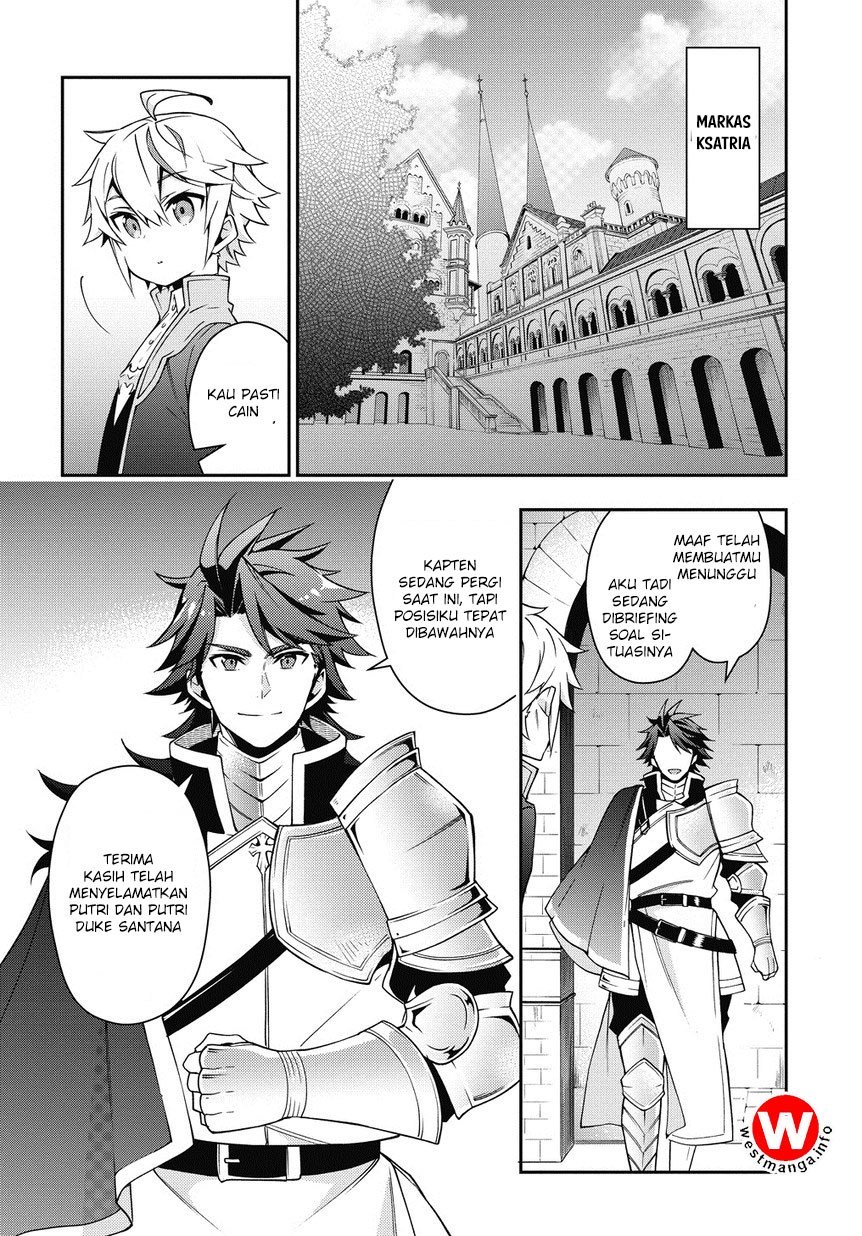 MARKAS
KSATRIA
KAU PASTI
CAIN
.
MAAF TELAH
MEMBUATMU
MENUNGGU
AKU TADI
SEDANG
DIBRIEFING
SOAL SI-
TUASINYA
KAPTEN
SEDANG PERGI
SAAT INI, TAPI
POSISIKU TEPAT
DIBAWAHNYA
TERIMA
KASIH TELAH
MENYELAMATKAN
PUTRI DAN PUTRI
DUKE SANTANA
W
westmanga.info